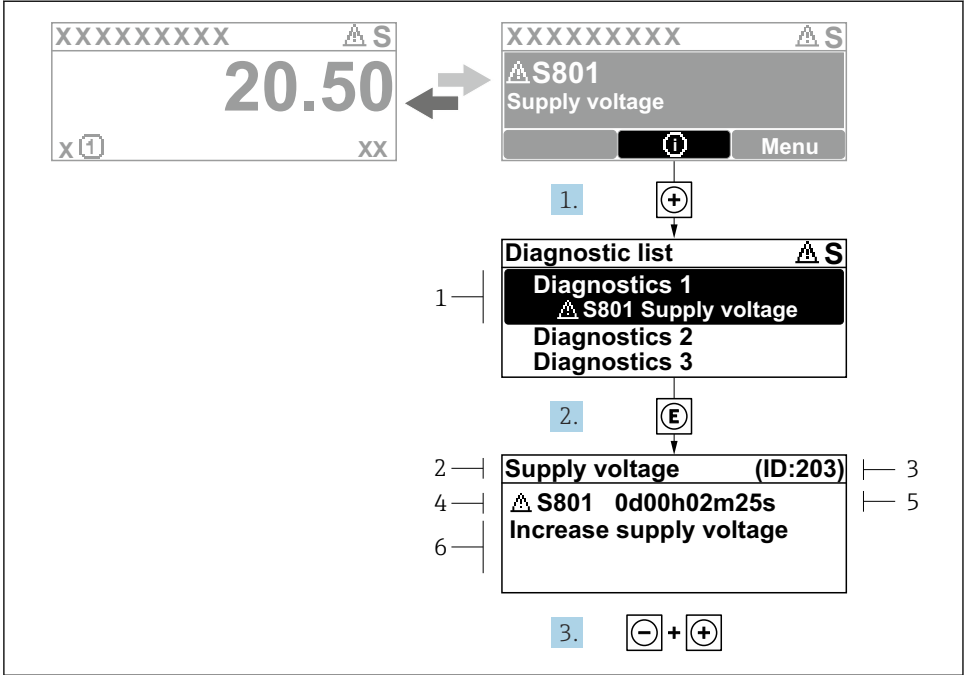 XXXXXXXXX ⚠ S
20.50
x ① xx
XXXXXXXXX ⚠ S
⚠ S801
Supply voltage
ⓘ Menu
1. +
Diagnostic list ⚠ S
1
Diagnostics 1
⚠ S801 Supply voltage
Diagnostics 2
Diagnostics 3
2. E
2 Supply voltage (ID:203) 3
4 ⚠ S801 0d00h02m25s 5
6 Increase supply voltage
3. - + +